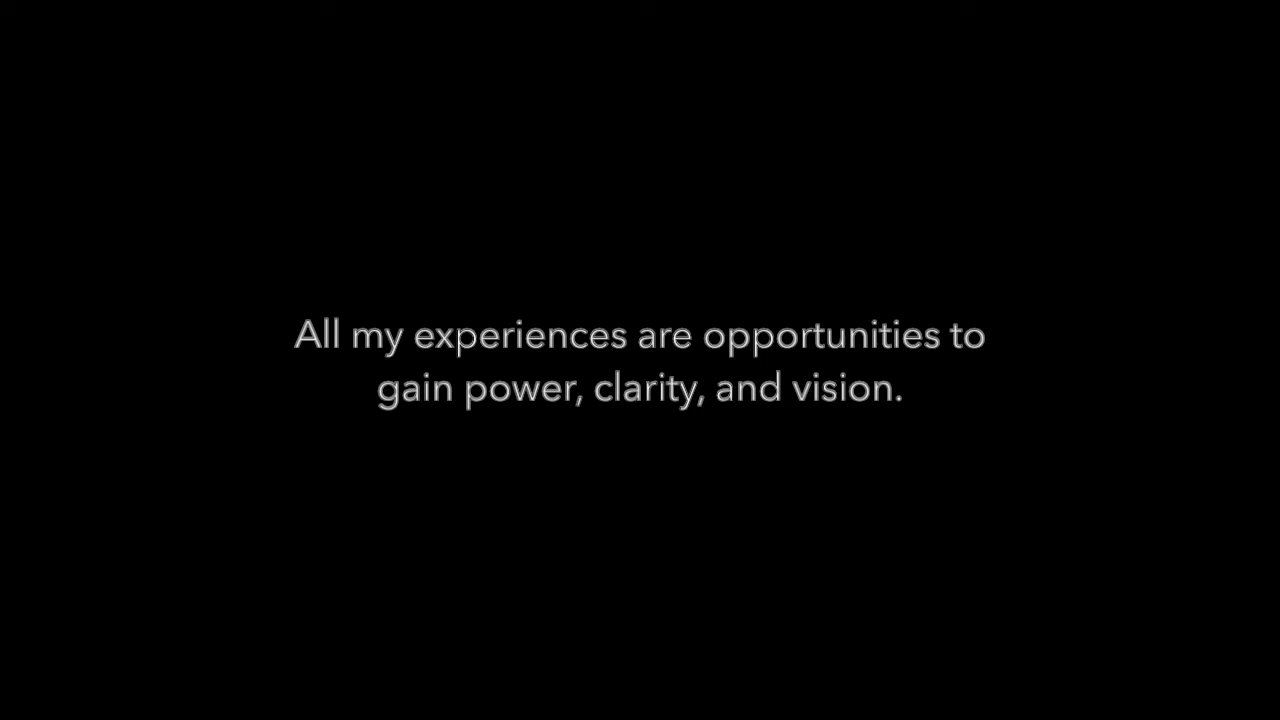 All my experiences are opportunities to
gain power, clarity, and vision.